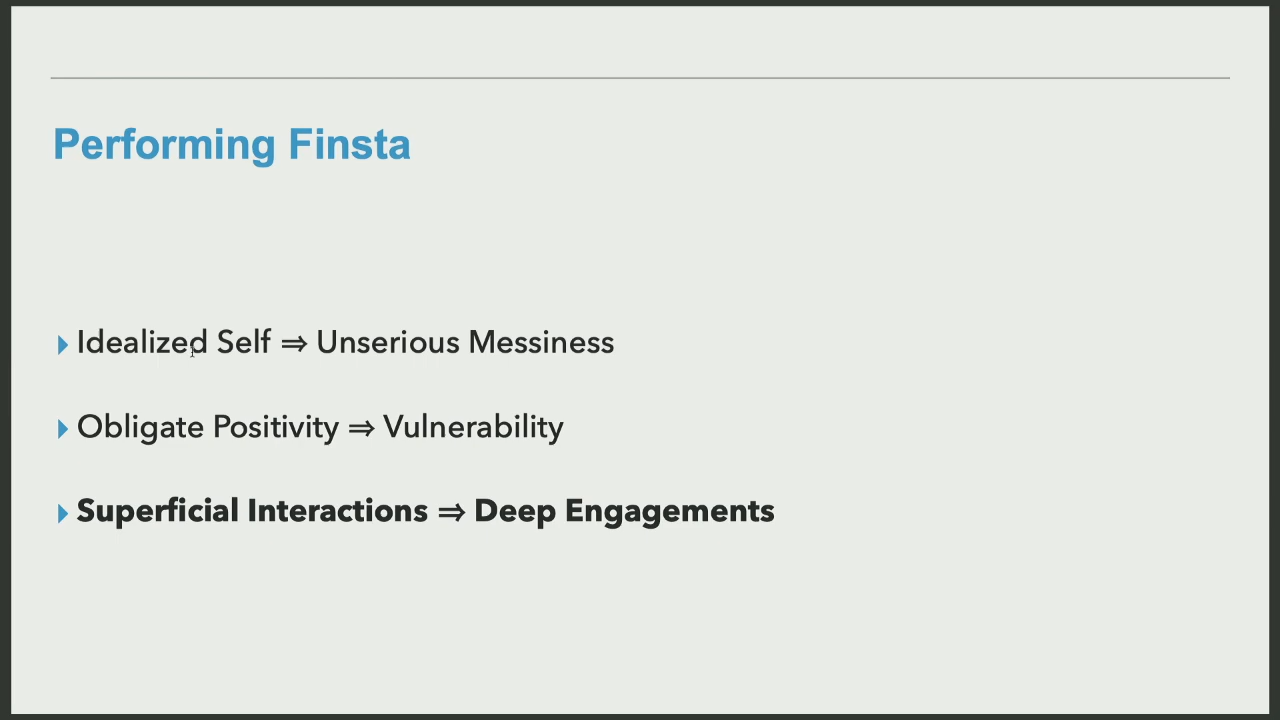 Performing Finsta
Idealized Self ⇒ Unserious Messiness
Obligate Positivity ⇒ Vulnerability
Superficial Interactions ⇒ Deep Engagements